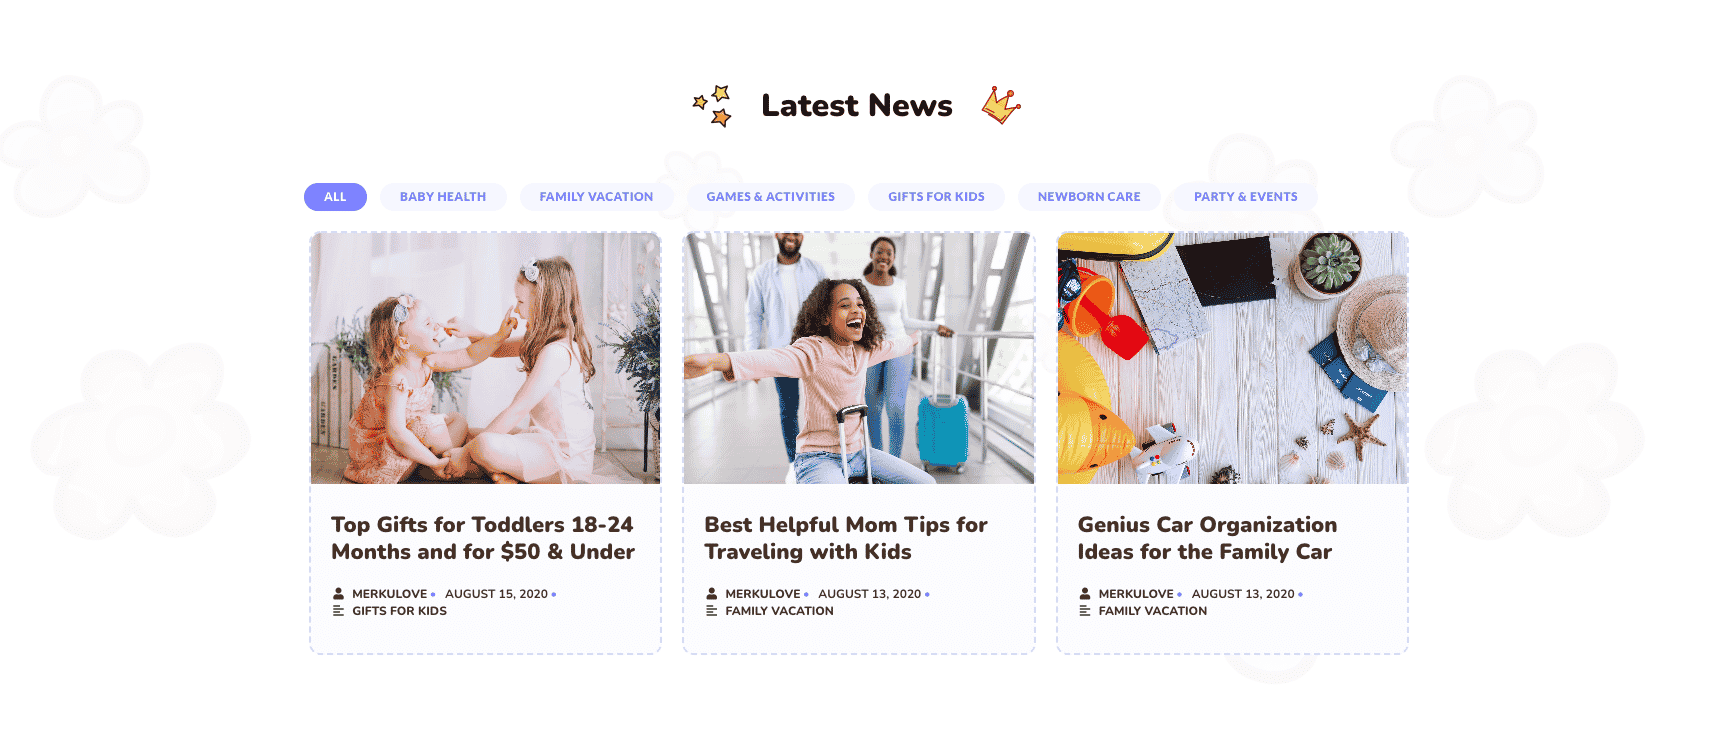 Latest News
ALL
BABY HEALTH
FAMILY VACATION
GAMES & ACTIVITIES
GIFTS FOR KIDS
NEWBORN CARE
PARTY & EVENTS
Top Gifts for Toddlers 18-24
Months and for $50 & Under
MERKULOVE • AUGUST 15, 2020 •
GIFTS FOR KIDS
Best Helpful Mom Tips for
Traveling with Kids
MERKULOVE • AUGUST 13, 2020 •
FAMILY VACATION
Genius Car Organization
Ideas for the Family Car
MERKULOVE • AUGUST 13, 2020 •
FAMILY VACATION